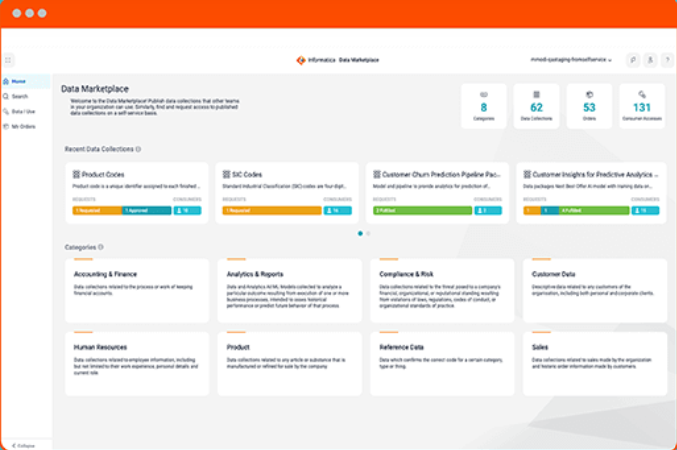 Informatica Data Marketplace
Home
Search
Data I Use
My Orders
Data Marketplace
Welcome to the Data Marketplace! Publish data collections that other teams
in your organization can use. Similarly, find and request access to published
data collections on a self-service basis.
8
Categories
62
Data Collections
53
Orders
131
Consumer Accesses
Recent Data Collections
Product Codes
Product code is a unique identifier assigned to each finished ...
REQUESTS CONSUMERS
1 Requested 1 Approved
SIC Codes
Standard Industrial Classification (SIC) codes are four-digit...
REQUESTS CONSUMERS
1 Requested
Customer Churn Prediction Pipeline Pac...
Model and pipeline to provide analytics for prediction of...
REQUESTS CONSUMERS
2 Fulfilled
Customer Insights for Predictive Analytics ...
Data packages Next Best Offer AI model with training data or...
REQUESTS CONSUMERS
1 1 4 Fulfilled
Categories
Accounting & Finance
Data collections related to the process or work of keeping
financial accounts.
Analytics & Reports
Data and Analytics AI/ML Models collected to analyze a
particular outcome resulting from execution of one or more
business processes, intended to assess historical
performance or predict future behavior of that process.
Compliance & Risk
Data collections related to the threat posed to a company's
financial, organizational, or reputational standing resulting
from violations of laws, regulations, codes of conduct, or
organizational standards of practice.
Customer Data
Descriptive data related to any customers of the
organization, including both personal and corporate clients.
Human Resources
Data collections related to employee information, including
but not limited to their work experience, personal details and
current role
Product
Data collections related to any article or substance that is
manufactured or refined for sale by the company
Reference Data
Data which confirms the correct code for a certain category,
type or thing.
Sales
Data collections related to sales made by the organization
and historic order information made by customers.
Collapse